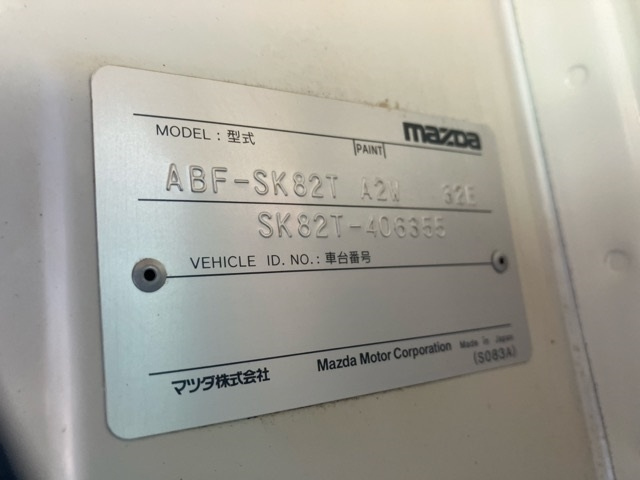 mazda
MODEL : 型式
PAINT
ABF-SK82T A2W 32E
SK82T-406355
VEHICLE ID. NO. : 車台番号
マツダ株式会社 Mazda Motor Corporation Made in Japan
(S083A)